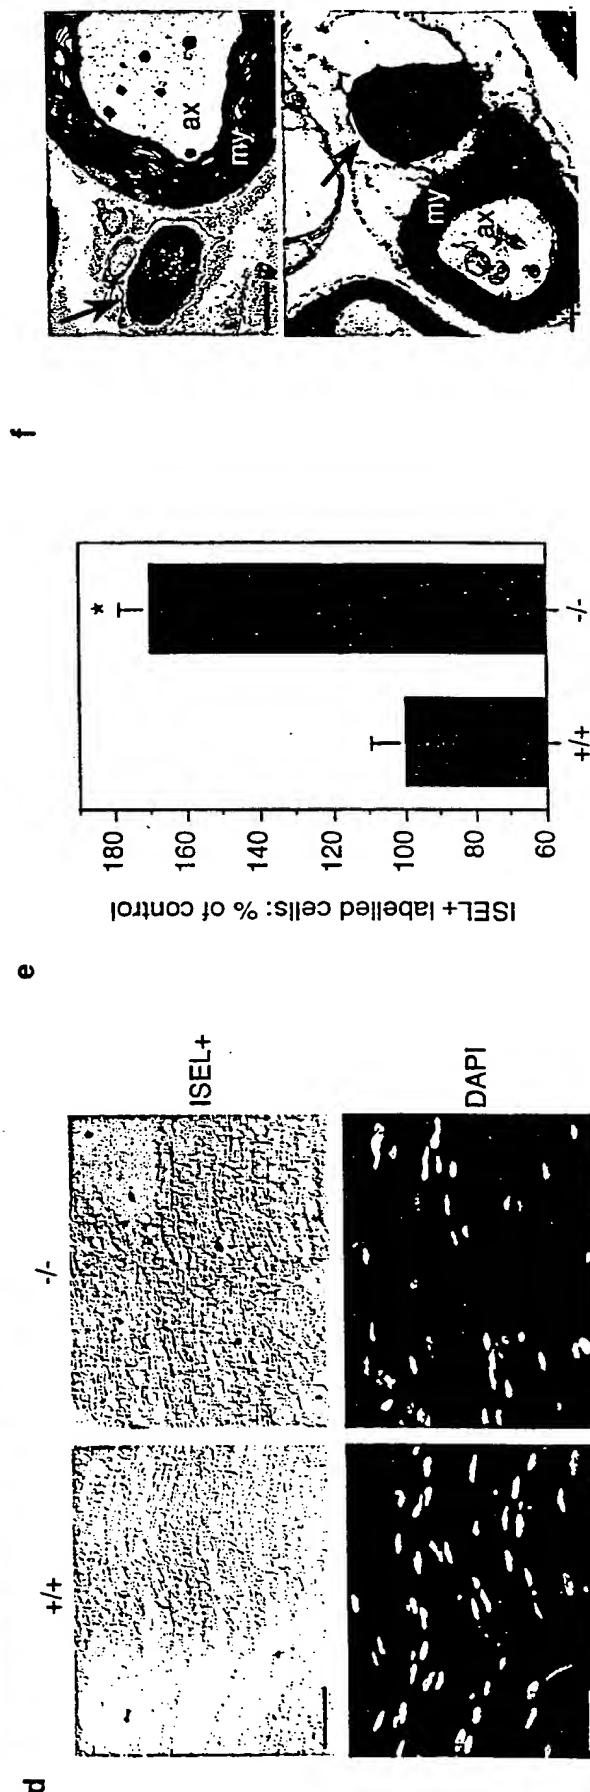 d
+/+
-/-
ISEL+
DAPI
e
ISEL+ labelled cells: % of control
180
160
140
120
100
80
60
+/+
-/-
*
f
ax
my
my
ax